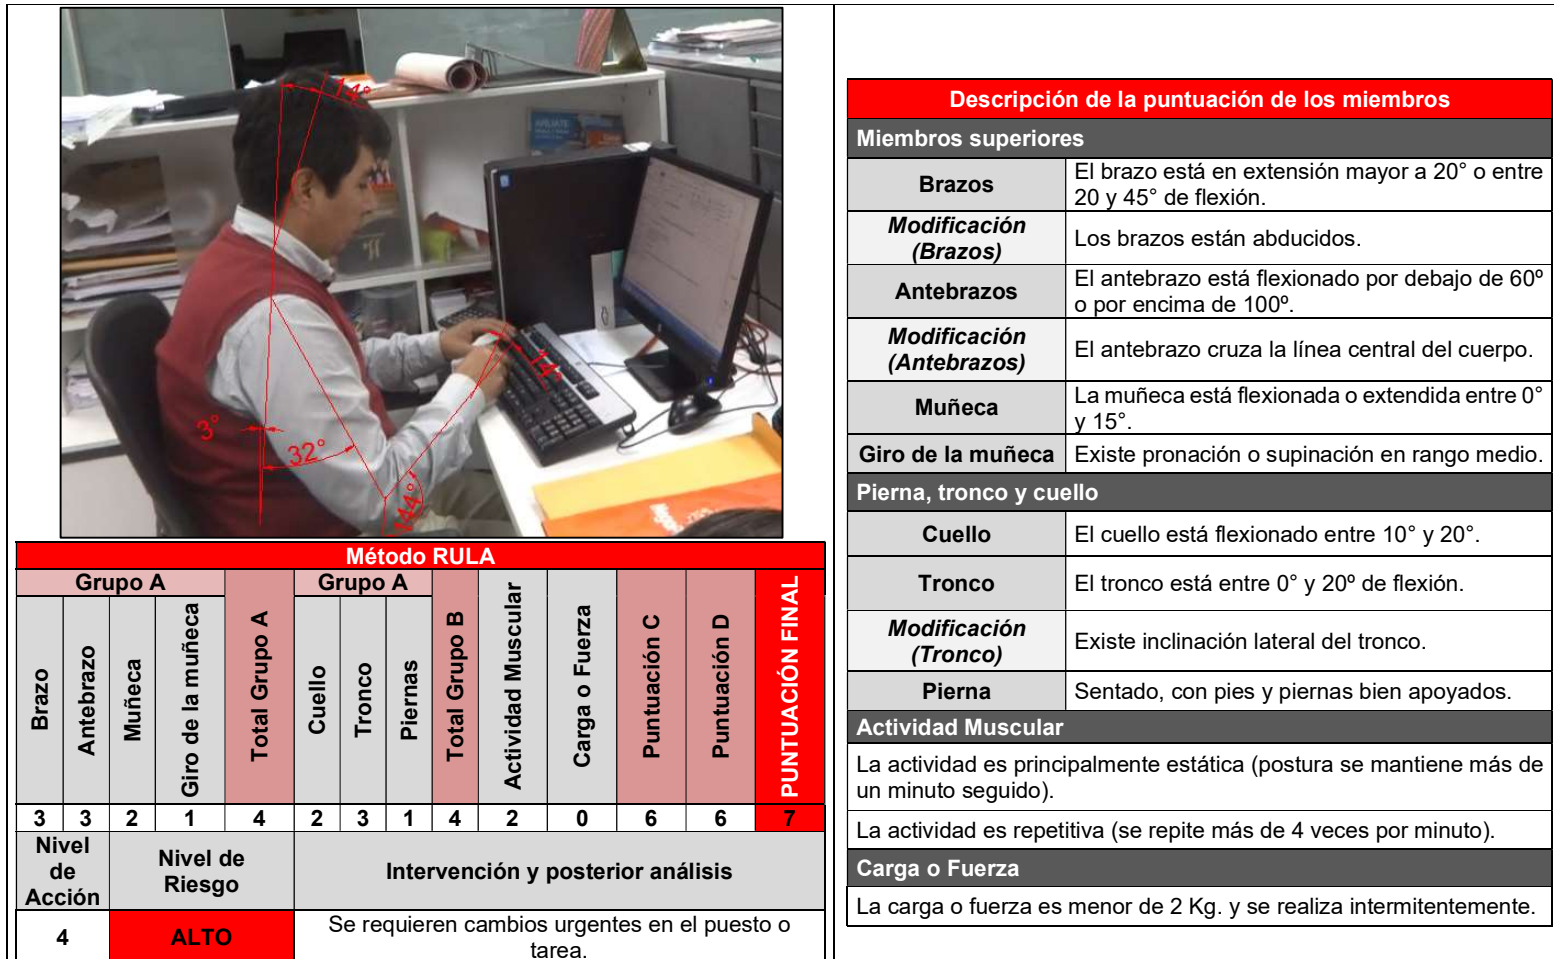 14°
3°
32°
144°
14°
Método RULA
Grupo A
Grupo A
Brazo
Antebrazo
Muñeca
Giro de la muñeca
Total Grupo A
Cuello
Tronco
Piernas
Total Grupo B
Actividad Muscular
Carga o Fuerza
Puntuación C
Puntuación D
PUNTUACIÓN FINAL
3 3 2 1 4 2 3 1 4 2 0 6 6 7
Nivel
de
Acción
Nivel de
Riesgo
Intervención y posterior análisis
4
ALTO
Se requieren cambios urgentes en el puesto o
tarea.
Descripción de la puntuación de los miembros
Miembros superiores
Brazos
El brazo está en extensión mayor a 20° o entre
20 y 45° de flexión.
Modificación
(Brazos)
Los brazos están abducidos.
Antebrazos
El antebrazo está flexionado por debajo de 60º
o por encima de 100º.
Modificación
(Antebrazos)
El antebrazo cruza la línea central del cuerpo.
Muñeca
La muñeca está flexionada o extendida entre 0°
y 15°.
Giro de la muñeca
Existe pronación o supinación en rango medio.
Pierna, tronco y cuello
Cuello
El cuello está flexionado entre 10° y 20°.
Tronco
El tronco está entre 0° y 20º de flexión.
Modificación
(Tronco)
Existe inclinación lateral del tronco.
Pierna
Sentado, con pies y piernas bien apoyados.
Actividad Muscular
La actividad es principalmente estática (postura se mantiene más de
un minuto seguido).
La actividad es repetitiva (se repite más de 4 veces por minuto).
Carga o Fuerza
La carga o fuerza es menor de 2 Kg. y se realiza intermitentemente.